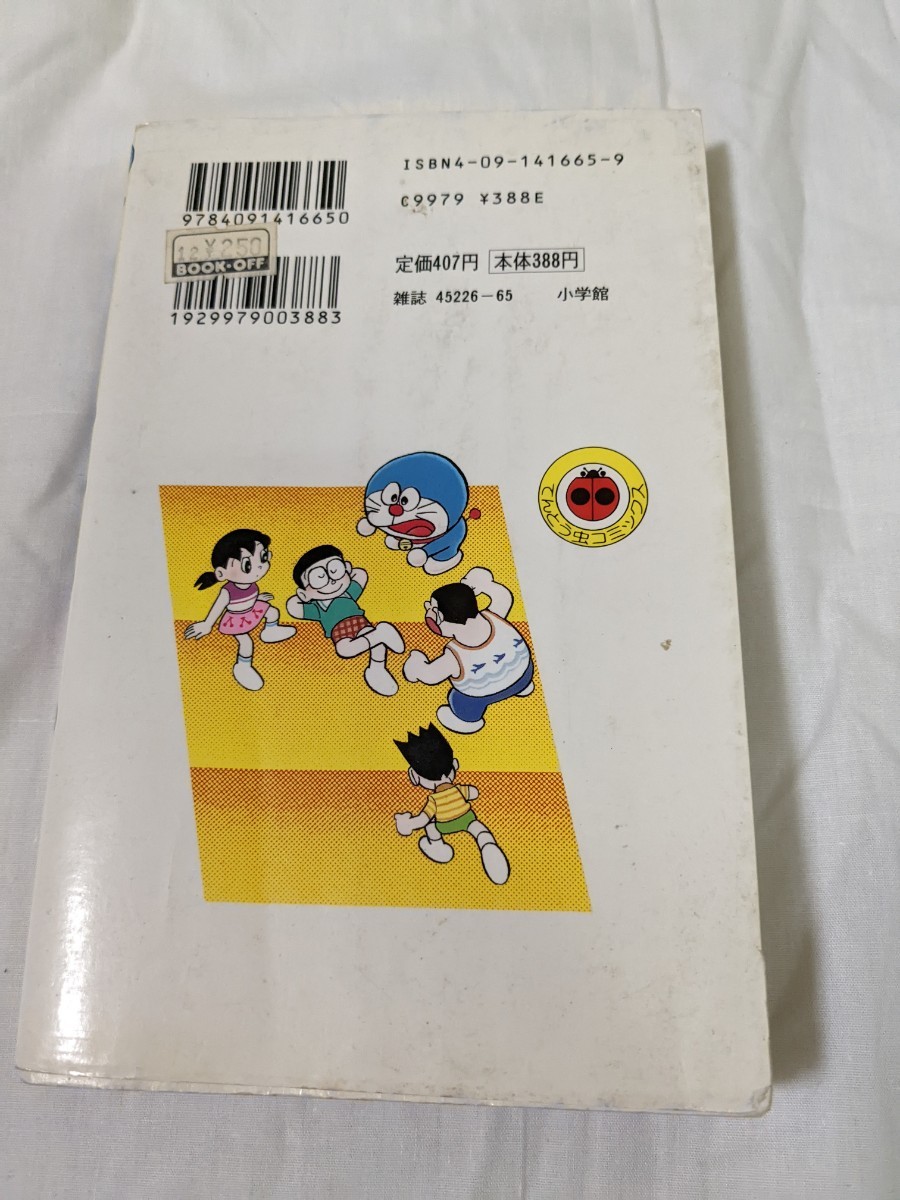 ISBN4-09-141665-9
9784091416650
C9979 ¥388E
12 ¥250
BOOK・OFF
定価407円 本体388円
1929979003883
雑誌 45226-65 小学館
てんとう虫コミックス